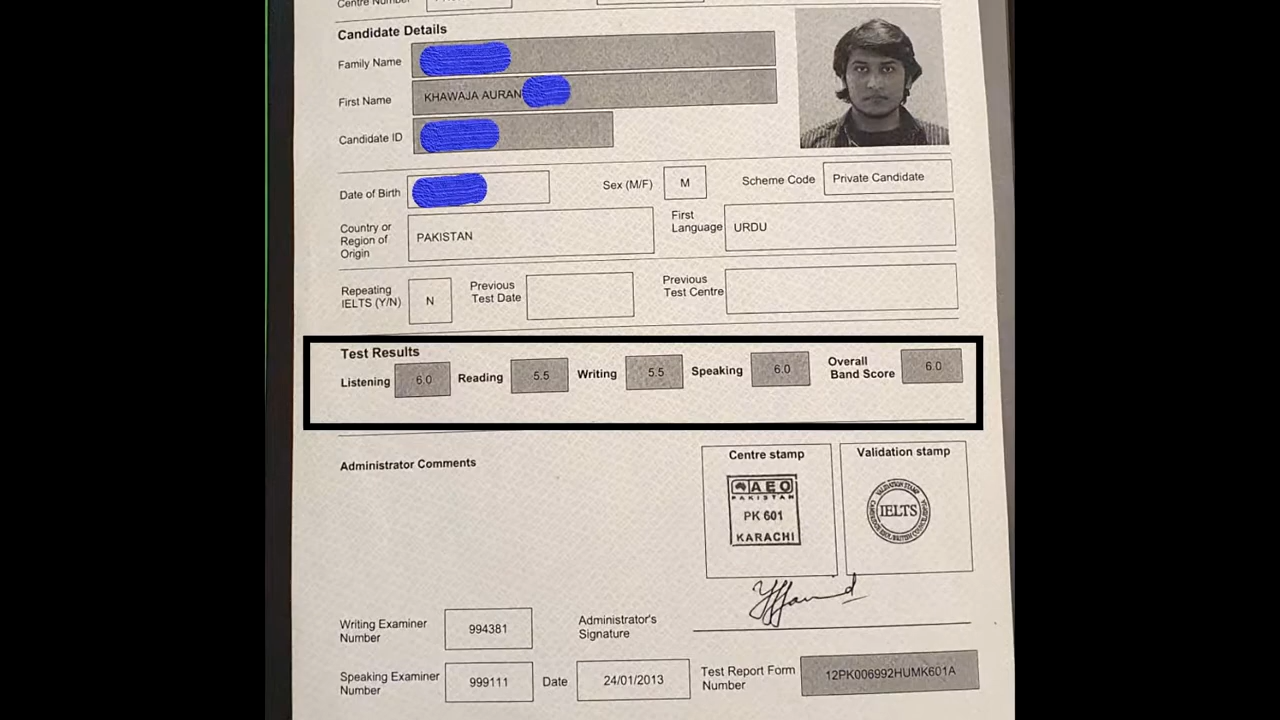 Centre Number
Candidate Details
Family Name
First Name KHAWAJA AURAN
Candidate ID
Date of Birth Sex (M/F) M Scheme Code Private Candidate
Country or Region of Origin PAKISTAN First Language URDU
Repeating IELTS (Y/N) N Previous Test Date Previous Test Centre
Test Results
Listening 6.0 Reading 5.5 Writing 5.5 Speaking 6.0 Overall Band Score 6.0
Administrator Comments
Centre stamp
AEO
PAKISTAN
PK 601
KARACHI
Validation stamp
VALIDATION STAMP
IELTS
Writing Examiner Number 994381 Administrator's Signature
Speaking Examiner Number 999111 Date 24/01/2013 Test Report Form Number 12PK006992HUMK601A